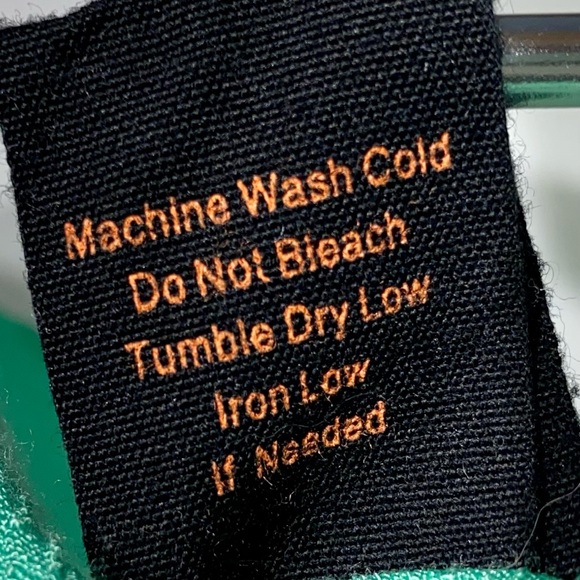 Machine Wash Cold
Do Not Bleach
Tumble Dry Low
Iron Low
If Needed